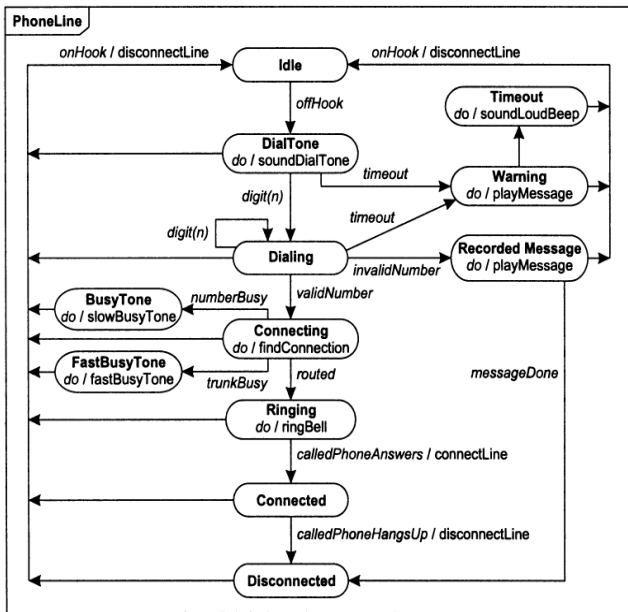 PhoneLine
onHook / disconnectLine
onHook / disconnectLine
Idle
offHook
Timeout
do / soundLoudBeep
DialTone
do / soundDialTone
timeout
Warning
do / playMessage
digit(n)
digit(n)
timeout
Dialing
invalidNumber
Recorded Message
do / playMessage
validNumber
BusyTone
do / slowBusyTone
numberBusy
Connecting
do / findConnection
FastBusyTone
do / fastBusyTone
trunkBusy
routed
messageDone
Ringing
do / ringBell
calledPhoneAnswers / connectLine
Connected
calledPhoneHangsUp / disconnectLine
Disconnected